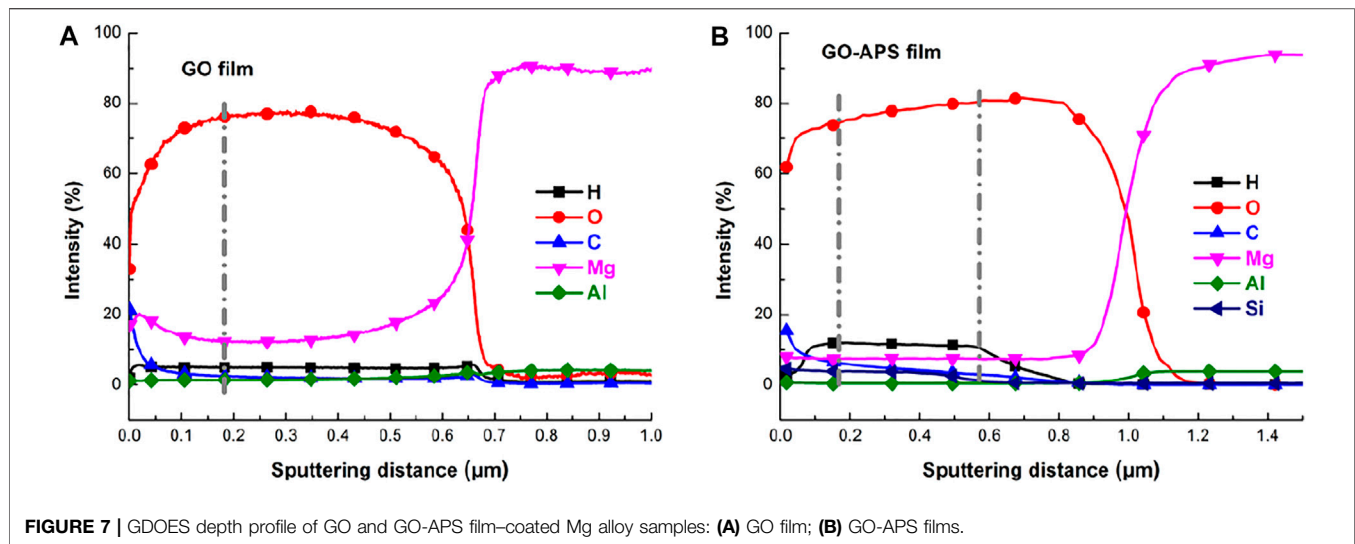 A
GO film
Intensity (%)
100
80
60
40
20
0
H
O
C
Mg
Al
0.0 0.1 0.2 0.3 0.4 0.5 0.6 0.7 0.8 0.9 1.0
Sputtering distance (µm)
B
GO-APS film
Intensity (%)
100
80
60
40
20
0
H
O
C
Mg
Al
Si
0.0 0.2 0.4 0.6 0.8 1.0 1.2 1.4
Sputtering distance (µm)
FIGURE 7 | GDOES depth profile of GO and GO-APS film–coated Mg alloy samples: (A) GO film; (B) GO-APS films.